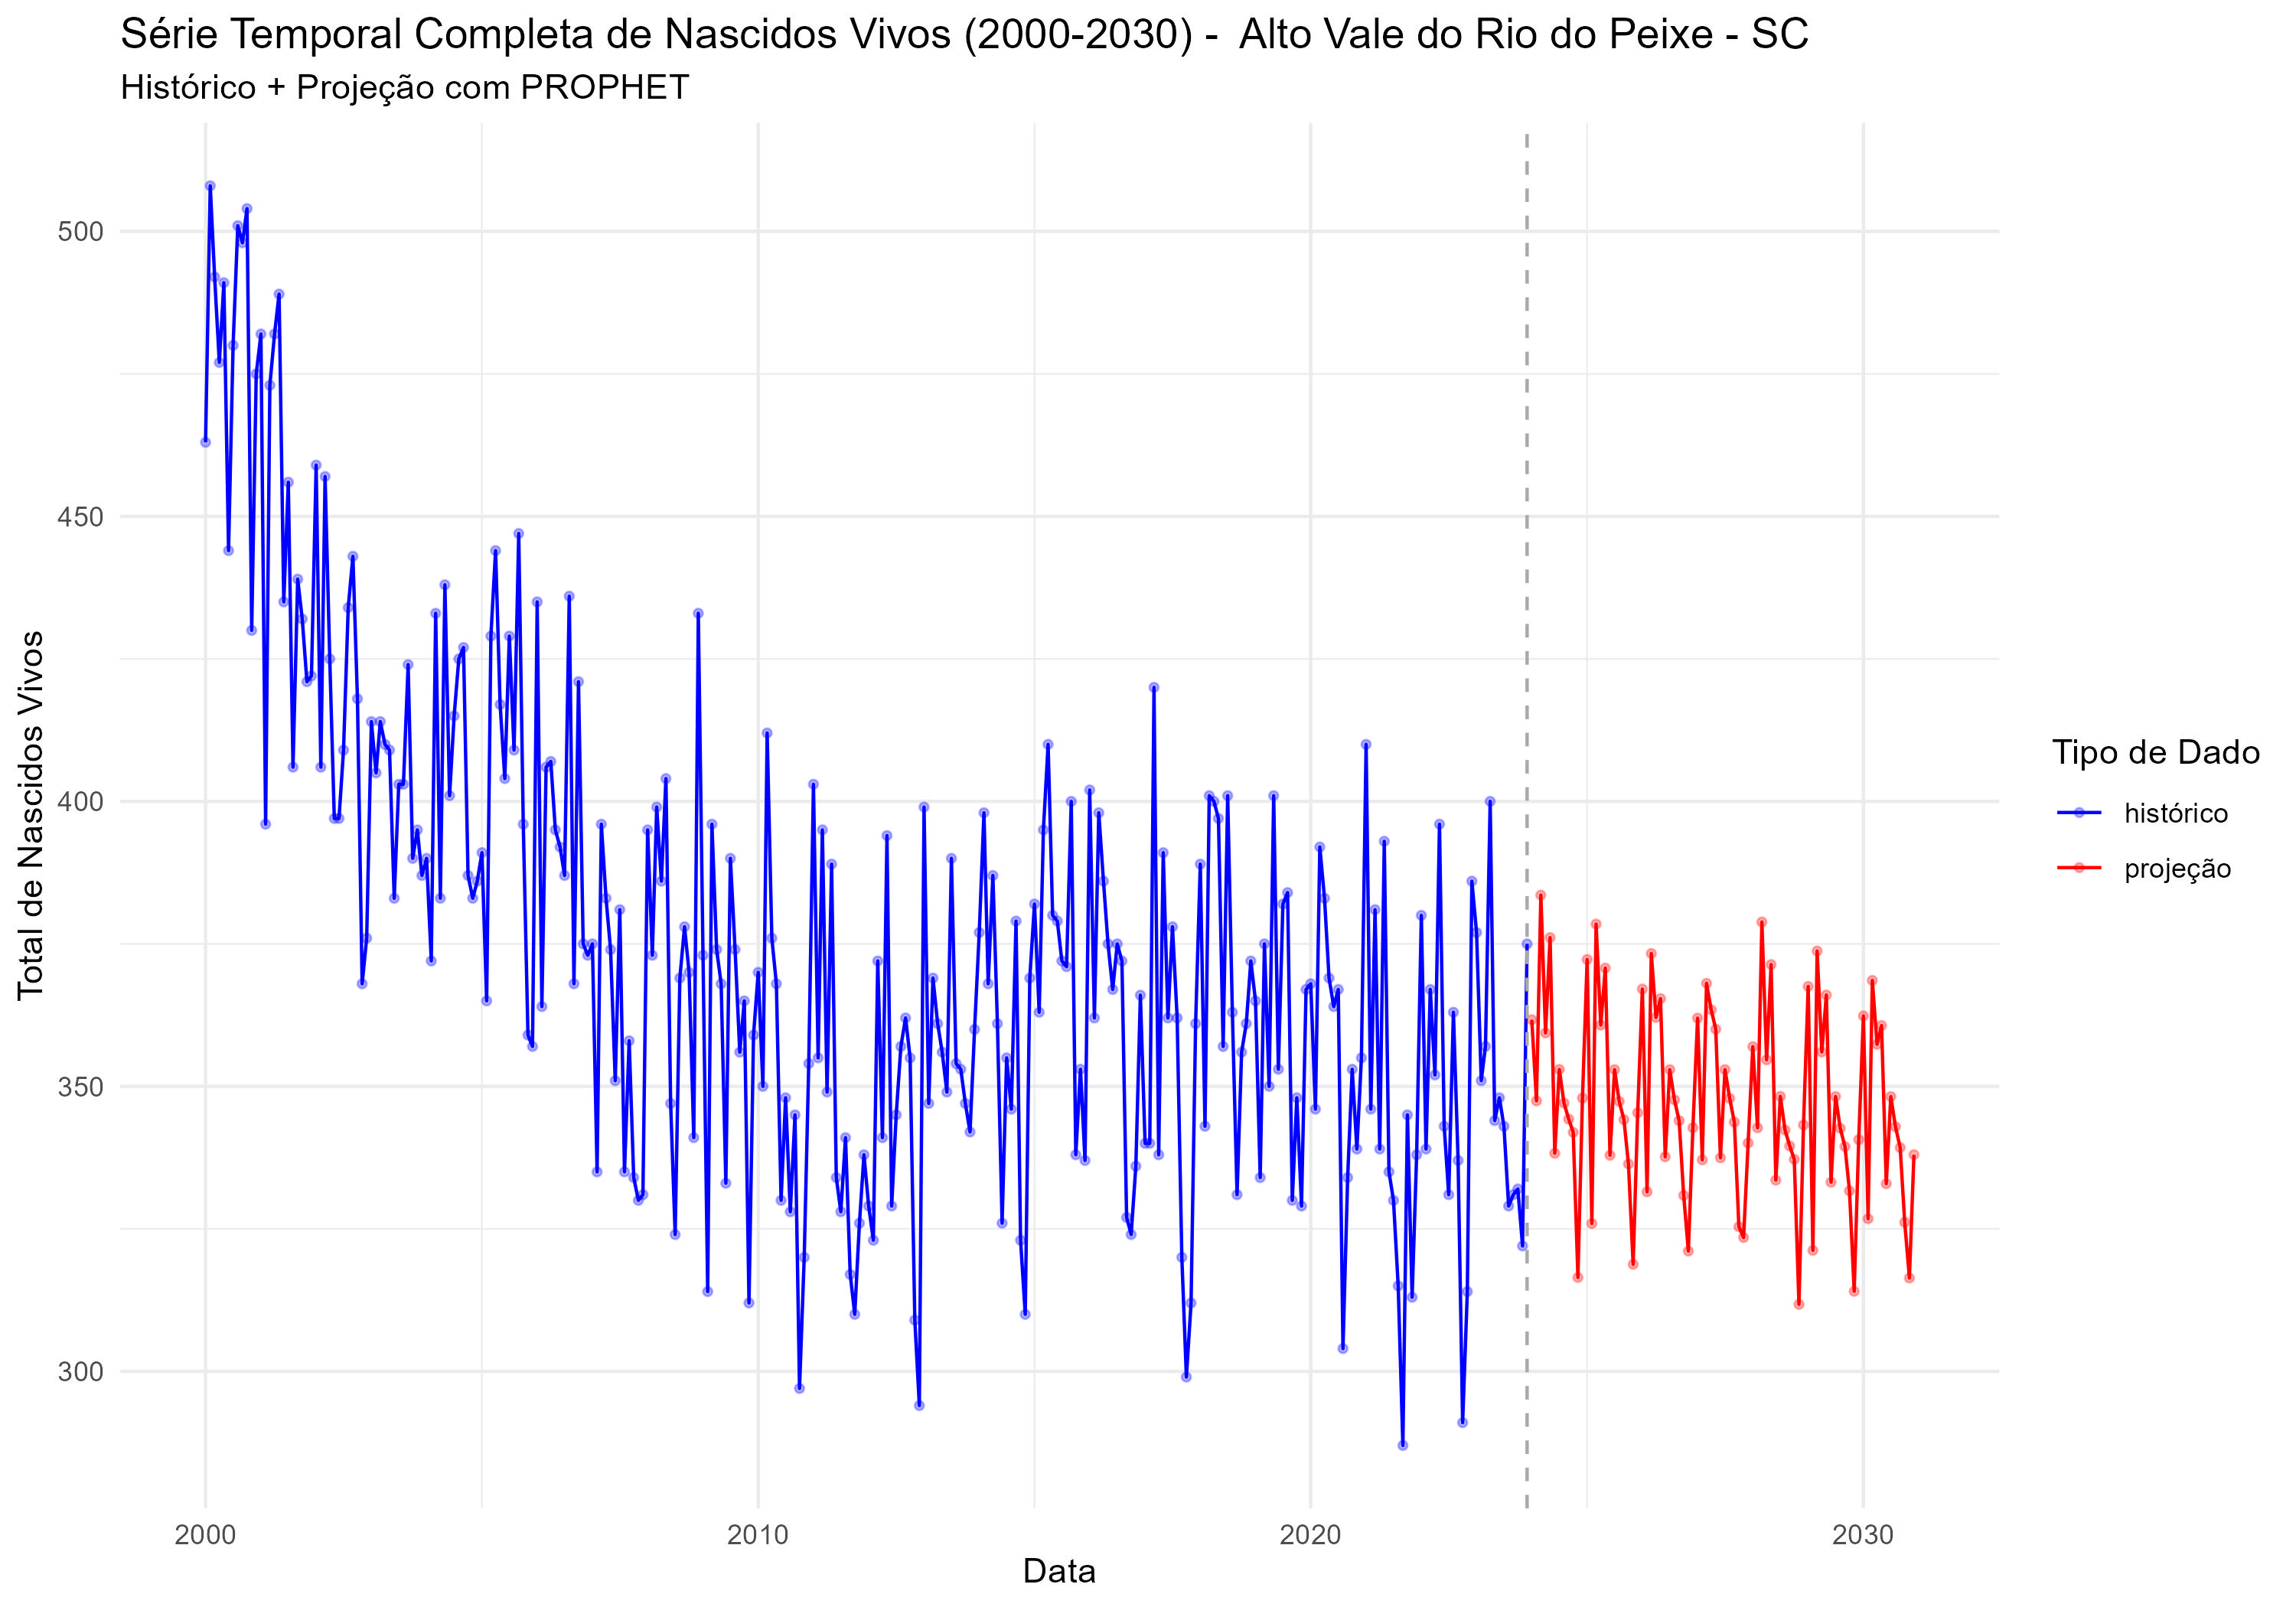 Série Temporal Completa de Nascidos Vivos (2000-2030) -  Alto Vale do Rio do Peixe - SC
Histórico + Projeção com PROPHET
Total de Nascidos Vivos
500
450
400
350
300
2000
2010
2020
2030
Data
Tipo de Dado
histórico
projeção